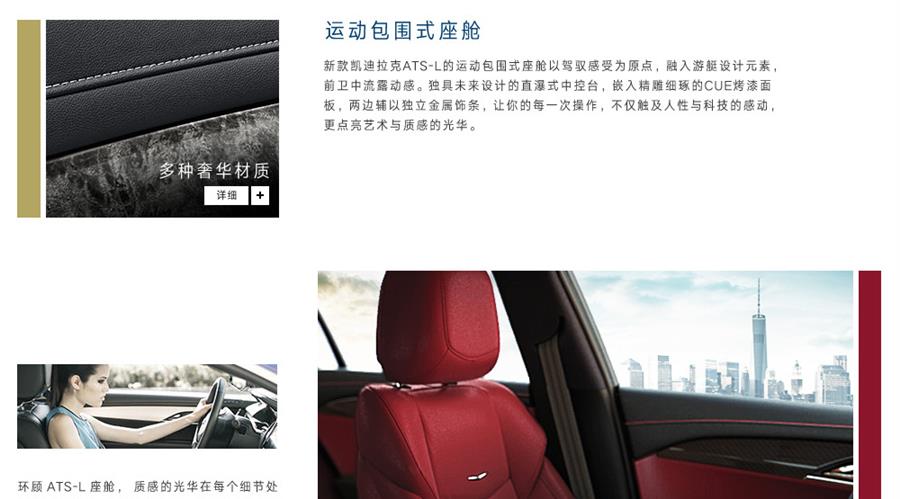 运动包围式座舱
新款凯迪拉克ATS-L的运动包围式座舱以驾驭感受为原点，融入游艇设计元素，
前卫中流露动感。独具未来设计的直瀑式中控台，嵌入精雕细琢的CUE烤漆面
板，两边辅以独立金属饰条，让你的每一次操作，不仅触及人性与科技的感动，
更点亮艺术与质感的光华。
多种奢华材质
详细 +
环顾 ATS-L 座舱， 质感的光华在每个细节处